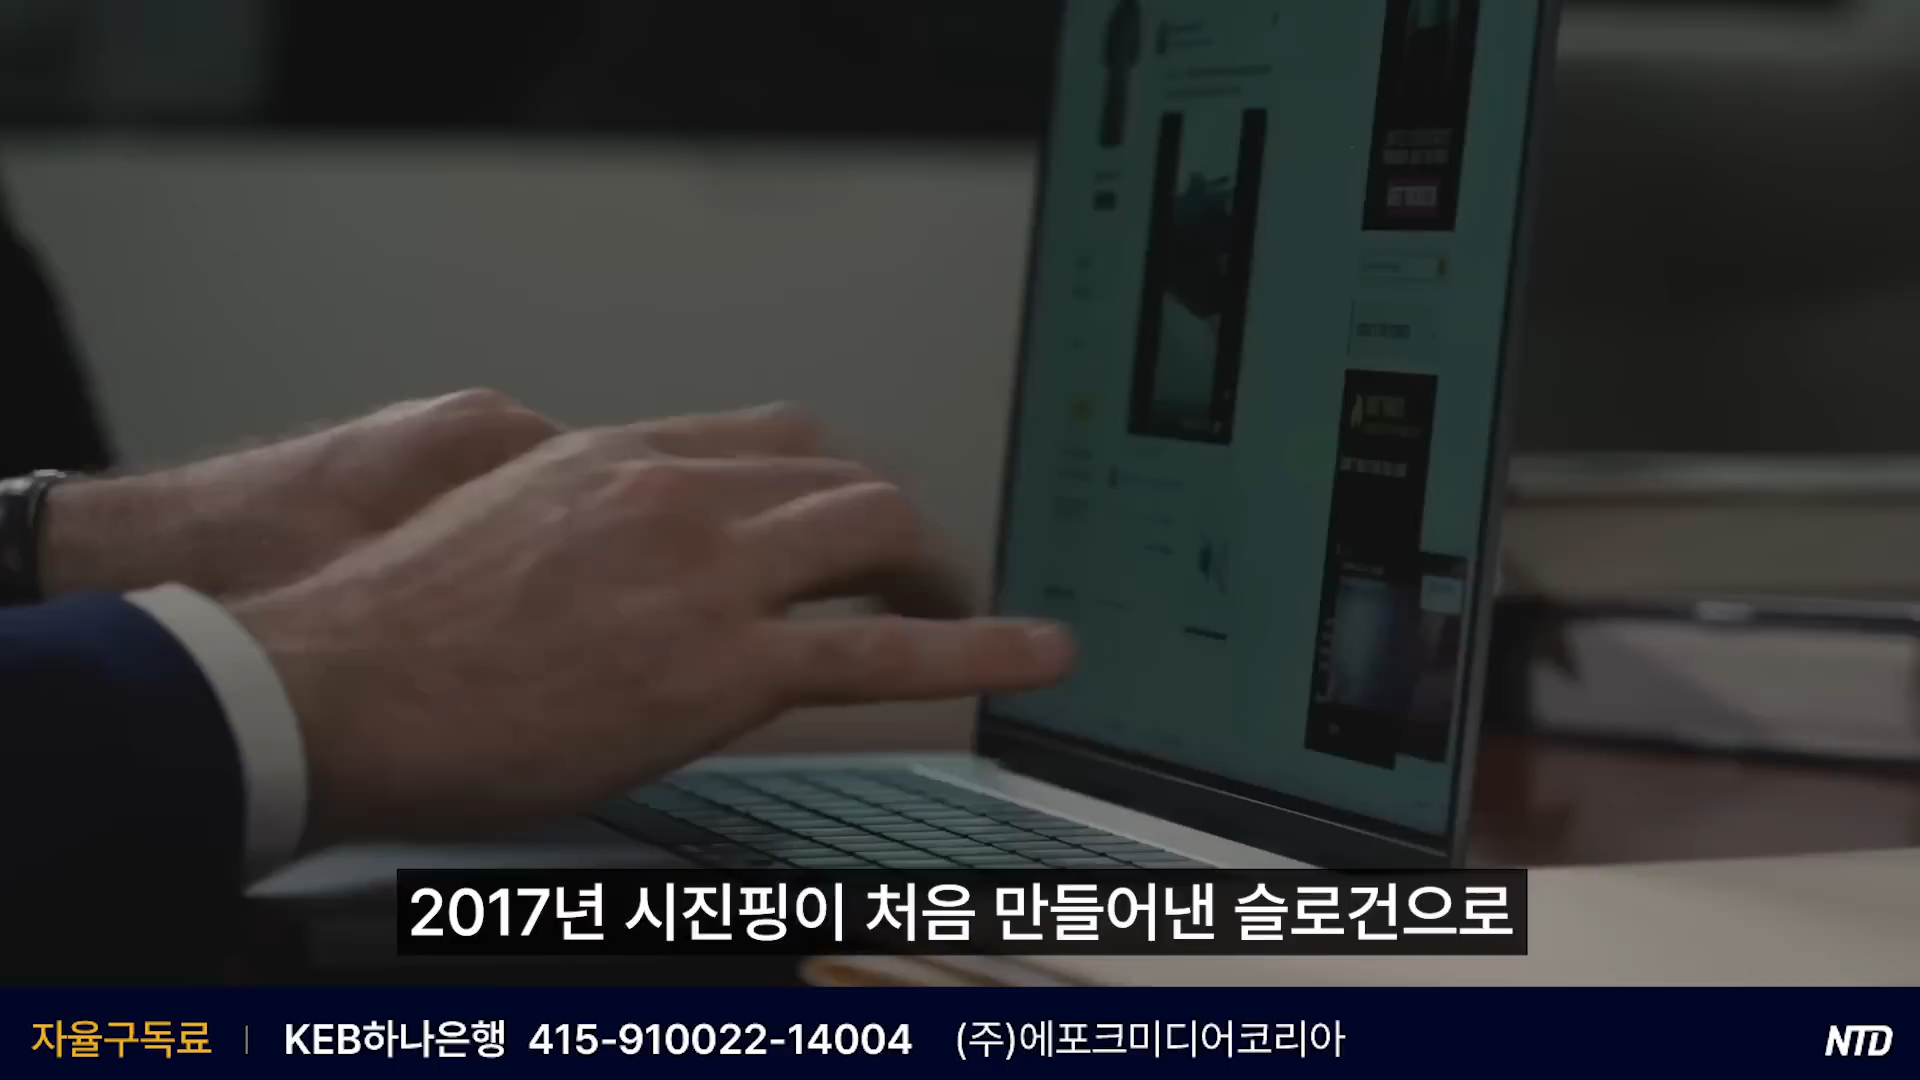 2017년 시진핑이 처음 만들어낸 슬로건으로
자율구독료 | KEB하나은행 415-910022-14004 (주)에포크미디어코리아
NTD